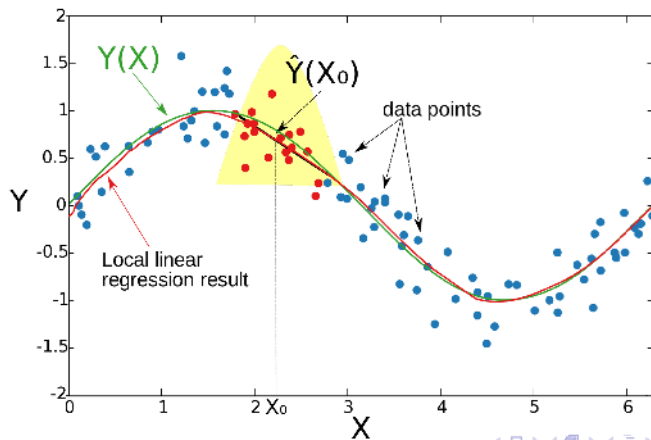 2
1.5
1
0.5
0
-0.5
-1
-1.5
-2
Y
Y(X)
Ŷ(X₀)
data points
Local linear
regression result
0 1 2 X₀ 3 4 5 6
X